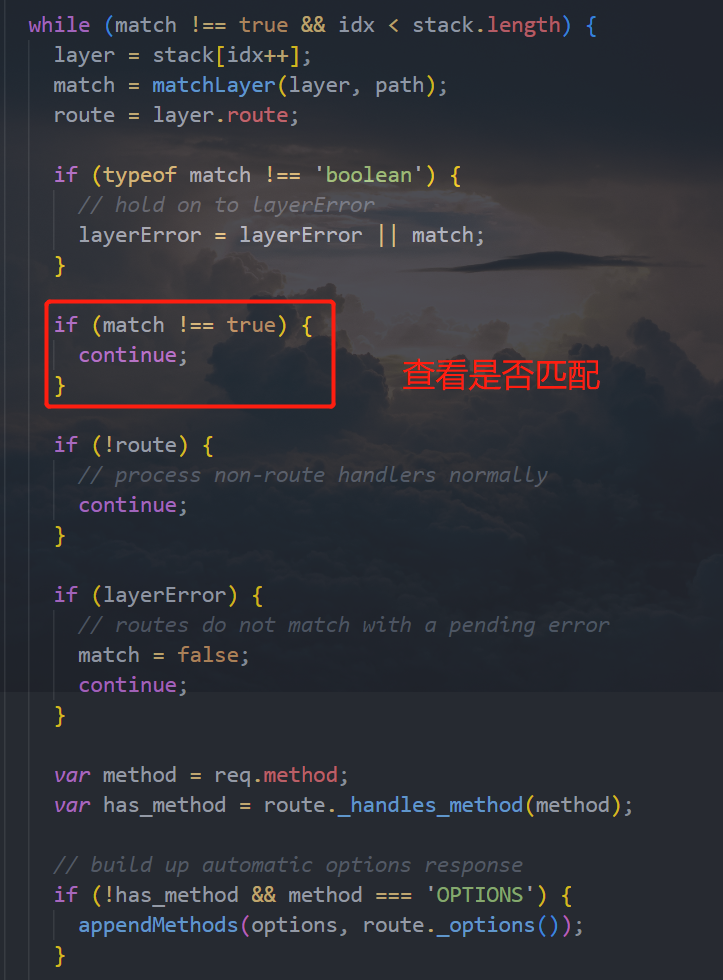 while (match !== true && idx < stack.length) {
layer = stack[idx++];
match = matchLayer(layer, path);
route = layer.route;
if (typeof match !== 'boolean') {
// hold on to layerError
layerError = layerError || match;
}
if (match !== true) {
continue;
查看是否匹配
}
if (!route) {
// process non-route handlers normally
continue;
}
if (layerError) {
// routes do not match with a pending error
match = false;
continue;
}
var method = req.method;
var has_method = route._handles_method(method);
// build up automatic options response
if (!has_method && method === 'OPTIONS') {
appendMethods(options, route._options());
}